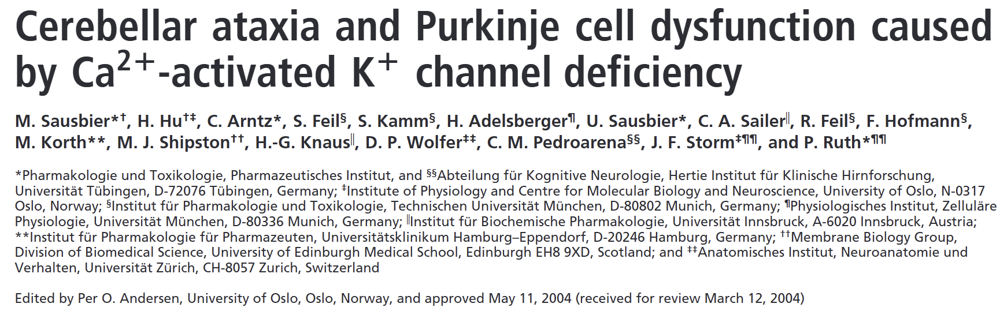 Cerebellar ataxia and Purkinje cell dysfunction caused
by Ca²⁺-activated K⁺ channel deficiency
M. Sausbier*†, H. Hu†‡, C. Arntz*, S. Feil§, S. Kamm§, H. Adelsberger¶, U. Sausbier*, C. A. Sailer‖, R. Feil§, F. Hofmann§,
M. Korth**, M. J. Shipston††, H.-G. Knaus‖, D. P. Wolfer‡‡, C. M. Pedroarena§§, J. F. Storm‡¶¶, and P. Ruth*¶¶
*Pharmakologie und Toxikologie, Pharmazeutisches Institut, and §§Abteilung für Kognitive Neurologie, Hertie Institut für Klinische Hirnforschung,
Universität Tübingen, D-72076 Tübingen, Germany; ‡Institute of Physiology and Centre for Molecular Biology and Neuroscience, University of Oslo, N-0317
Oslo, Norway; §Institut für Pharmakologie und Toxikologie, Technischen Universität München, D-80802 Munich, Germany; ¶Physiologisches Institut, Zelluläre
Physiologie, Universität München, D-80336 Munich, Germany; ‖Institut für Biochemische Pharmakologie, Universität Innsbruck, A-6020 Innsbruck, Austria;
**Institut für Pharmakologie für Pharmazeuten, Universitätsklinikum Hamburg–Eppendorf, D-20246 Hamburg, Germany; ††Membrane Biology Group,
Division of Biomedical Science, University of Edinburgh Medical School, Edinburgh EH8 9XD, Scotland; and ‡‡Anatomisches Institut, Neuroanatomie und
Verhalten, Universität Zürich, CH-8057 Zurich, Switzerland
Edited by Per O. Andersen, University of Oslo, Oslo, Norway, and approved May 11, 2004 (received for review March 12, 2004)